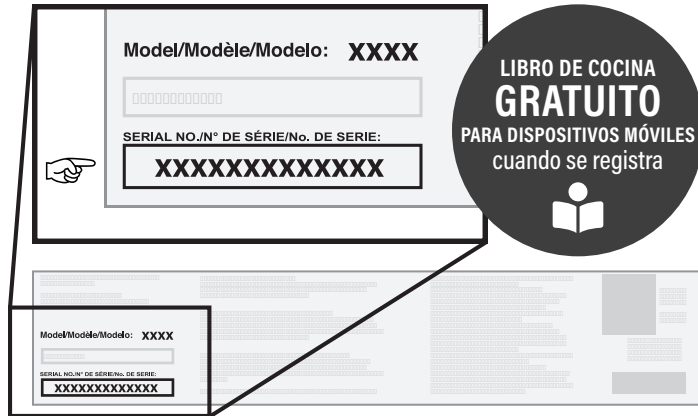 Model/Modèle/Modelo: XXXX
SERIAL NO./N° DE SÉRIE/No. DE SERIE:
XXXXXXXXXXXXX
LIBRO DE COCINA
GRATUITO
PARA DISPOSITIVOS MÓVILES
cuando se registra
Model/Modèle/Modelo: XXXX
SERIAL NO./N° DE SÉRIE/No. DE SERIE:
XXXXXXXXXXXXX